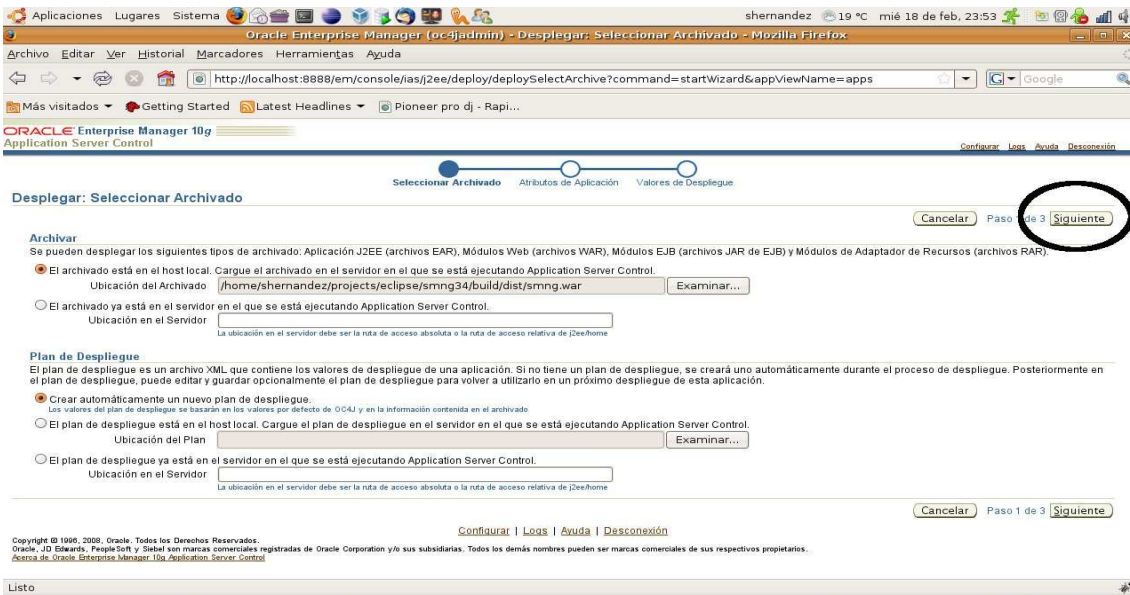 Aplicaciones Lugares Sistema shernandez 19 °C mié 18 de feb, 23:53
Oracle Enterprise Manager (oc4jadmin) - Desplegar: Seleccionar Archivado - Mozilla Firefox
Archivo Editar Ver Historial Marcadores Herramientas Ayuda
http://localhost:8888/em/console/ias/j2ee/deploy/deploySelectArchive?command=startWizard&appViewName=apps G Google
Más visitados Getting Started Latest Headlines Pioneer pro dj - Rapi...
ORACLE Enterprise Manager 10g
Application Server Control
Configurar Logs Ayuda Desconexión
Seleccionar Archivado Atributos de Aplicación Valores de Despliegue
Desplegar: Seleccionar Archivado
Cancelar Paso 1 de 3 Siguiente
Archivar
Se pueden desplegar los siguientes tipos de archivado: Aplicación J2EE (archivos EAR), Módulos Web (archivos WAR), Módulos EJB (archivos JAR de EJB) y Módulos de Adaptador de Recursos (archivos RAR).
El archivado está en el host local. Cargue el archivado en el servidor en el que se está ejecutando Application Server Control.
Ubicación del Archivado /home/shernandez/projects/eclipse/smng34/build/dist/smng.war Examinar...
El archivado ya está en el servidor en el que se está ejecutando Application Server Control.
Ubicación en el Servidor
La ubicación en el servidor debe ser la ruta de acceso absoluta o la ruta de acceso relativa de j2ee/home
Plan de Despliegue
El plan de despliegue es un archivo XML que contiene los valores de despliegue de una aplicación. Si no tiene un plan de despliegue, se creará uno automáticamente durante el proceso de despliegue. Posteriormente en
el plan de despliegue, puede editar y guardar opcionalmente el plan de despliegue para volver a utilizarlo en un próximo despliegue de esta aplicación.
Crear automáticamente un nuevo plan de despliegue.
Los valores del plan de despliegue se basarán en los valores por defecto de OC4J y en la información contenida en el archivado
El plan de despliegue está en el host local. Cargue el plan de despliegue en el servidor en el que se está ejecutando Application Server Control.
Ubicación del Plan Examinar...
El plan de despliegue ya está en el servidor en el que se está ejecutando Application Server Control.
Ubicación en el Servidor
La ubicación en el servidor debe ser la ruta de acceso absoluta o la ruta de acceso relativa de j2ee/home
Cancelar Paso 1 de 3 Siguiente
Configurar | Logs | Ayuda | Desconexión
Copyright © 1996, 2008, Oracle. Todos los Derechos Reservados.
Oracle, JD Edwards, PeopleSoft y Siebel son marcas comerciales registradas de Oracle Corporation y/o sus subsidiarias. Todos los demás nombres pueden ser marcas comerciales de sus respectivos propietarios.
Acerca de Oracle Enterprise Manager 10g Application Server Control
Listo